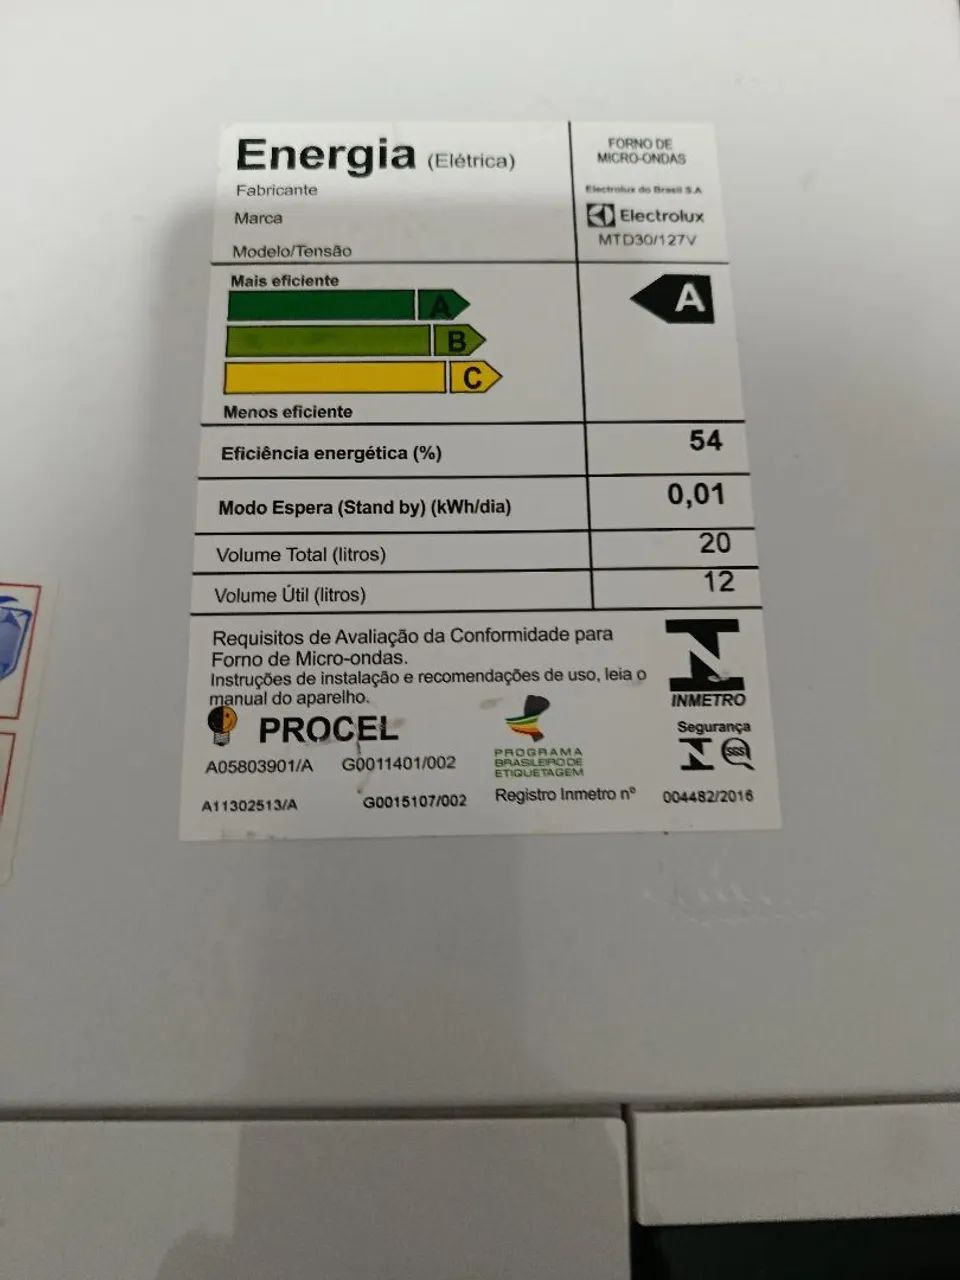 Energia (Elétrica)
FORNO DE
MICRO-ONDAS
Fabricante
Electrolux do Brasil S.A
Marca
Electrolux
Modelo/Tensão
MTD30/127V
Mais eficiente
A
A
B
C
Menos eficiente
Eficiência energética (%)
54
Modo Espera (Stand by) (kWh/dia)
0,01
Volume Total (litros)
20
Volume Útil (litros)
12
Requisitos de Avaliação da Conformidade para
Forno de Micro-ondas.
Instruções de instalação e recomendações de uso, leia o
manual do aparelho.
INMETRO
PROCEL
PROGRAMA
BRASILEIRO DE
ETIQUETAGEM
Segurança
SGS
A05803901/A
G0011401/002
A11302513/A
G0015107/002
Registro Inmetro nº
004482/2016